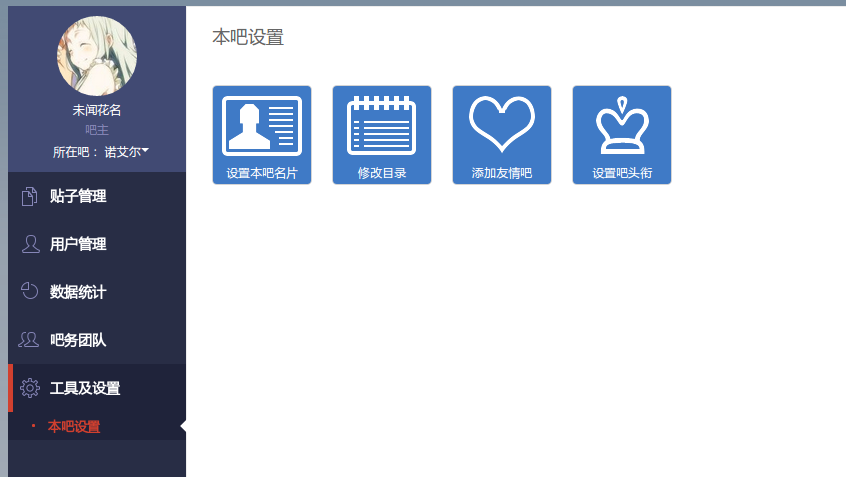 未闻花名
吧主
所在吧： 诺艾尔
贴子管理
用户管理
数据统计
吧务团队
工具及设置
本吧设置
本吧设置
设置本吧名片
修改目录
添加友情吧
设置吧头衔